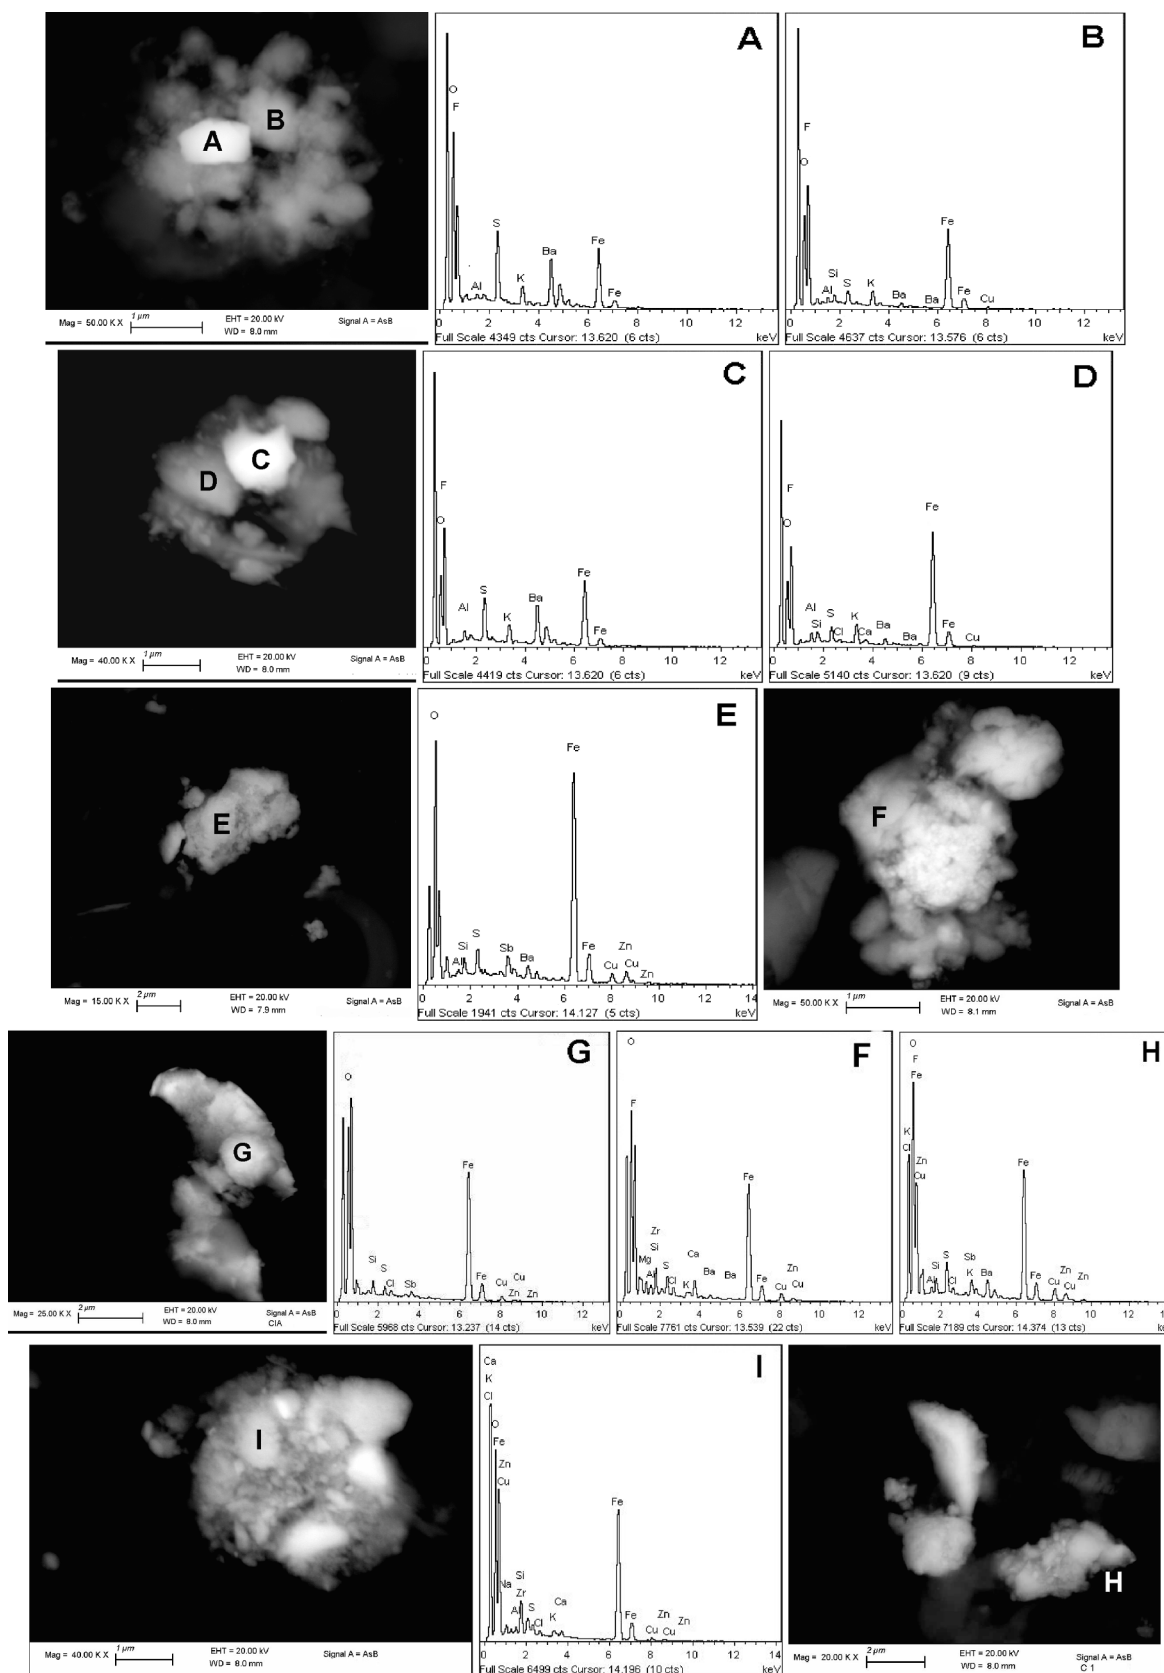 A
B
Mag = 50.00 K X
1 µm
EHT = 20.00 kV
WD = 8.0 mm
Signal A = AsB
A
O
F
S
Al
K
Ba
Fe
Fe
0 2 4 6 8 10 12
Full Scale 4349 cts Cursor: 13.620 (6 cts)
keV
B
F
O
Si
Al
S
K
Ba
Ba
Fe
Fe
Cu
0 2 4 6 8 10 12
Full Scale 4637 cts Cursor: 13.576 (6 cts)
keV
C
D
Mag = 40.00 K X
1 µm
EHT = 20.00 kV
WD = 8.0 mm
Signal A = AsB
C
F
O
Al
S
K
Ba
Fe
Fe
0 2 4 6 8 10 12
Full Scale 4419 cts Cursor: 13.620 (6 cts)
keV
D
F
O
Al
Si
S
Cl
K
Ca
Ba
Ba
Fe
Fe
Cu
0 2 4 6 8 10 12
Full Scale 5140 cts Cursor: 13.620 (9 cts)
keV
E
Mag = 15.00 K X
2 µm
EHT = 20.00 kV
WD = 7.9 mm
Signal A = AsB
E
O
Fe
Si
Al
S
Sb
Ba
Fe
Cu
Zn
Cu
Zn
0 2 4 6 8 10 12 14
Full Scale 1941 cts Cursor: 14.127 (5 cts)
keV
F
Mag = 50.00 K X
1 µm
EHT = 20.00 kV
WD = 8.1 mm
Signal A = AsB
G
Mag = 25.00 K X
2 µm
EHT = 20.00 kV
WD = 8.0 mm
Signal A = AsB
CIA
G
O
Si
S
Cl
Sb
Fe
Fe
Cu
Cu
Zn
Zn
0 2 4 6 8 10 12
Full Scale 5968 cts Cursor: 13.237 (14 cts)
keV
F
O
F
Zr
Si
Mg
Al
S
Cl
K
Ca
Ba
Ba
Fe
Fe
Cu
Zn
Cu
0 2 4 6 8 10 12
Full Scale 7761 cts Cursor: 13.539 (22 cts)
keV
H
O
F
Fe
K
Cl
Zn
Cu
Al
Si
S
Cl
Sb
K
Ba
Fe
Fe
Cu
Zn
Cu
Zn
0 2 4 6 8 10 12 14
Full Scale 7189 cts Cursor: 14.374 (13 cts)
keV
I
Mag = 40.00 K X
1 µm
EHT = 20.00 kV
WD = 8.0 mm
Signal A = AsB
I
Ca
K
Cl
O
Fe
Zn
Cu
Na
Si
Zr
Al
S
Cl
K
Ca
Fe
Fe
Cu
Zn
Cu
Zn
0 2 4 6 8 10 12 14
Full Scale 6499 cts Cursor: 14.196 (10 cts)
keV
H
Mag = 20.00 K X
2 µm
EHT = 20.00 kV
WD = 8.0 mm
Signal A = AsB
C 1